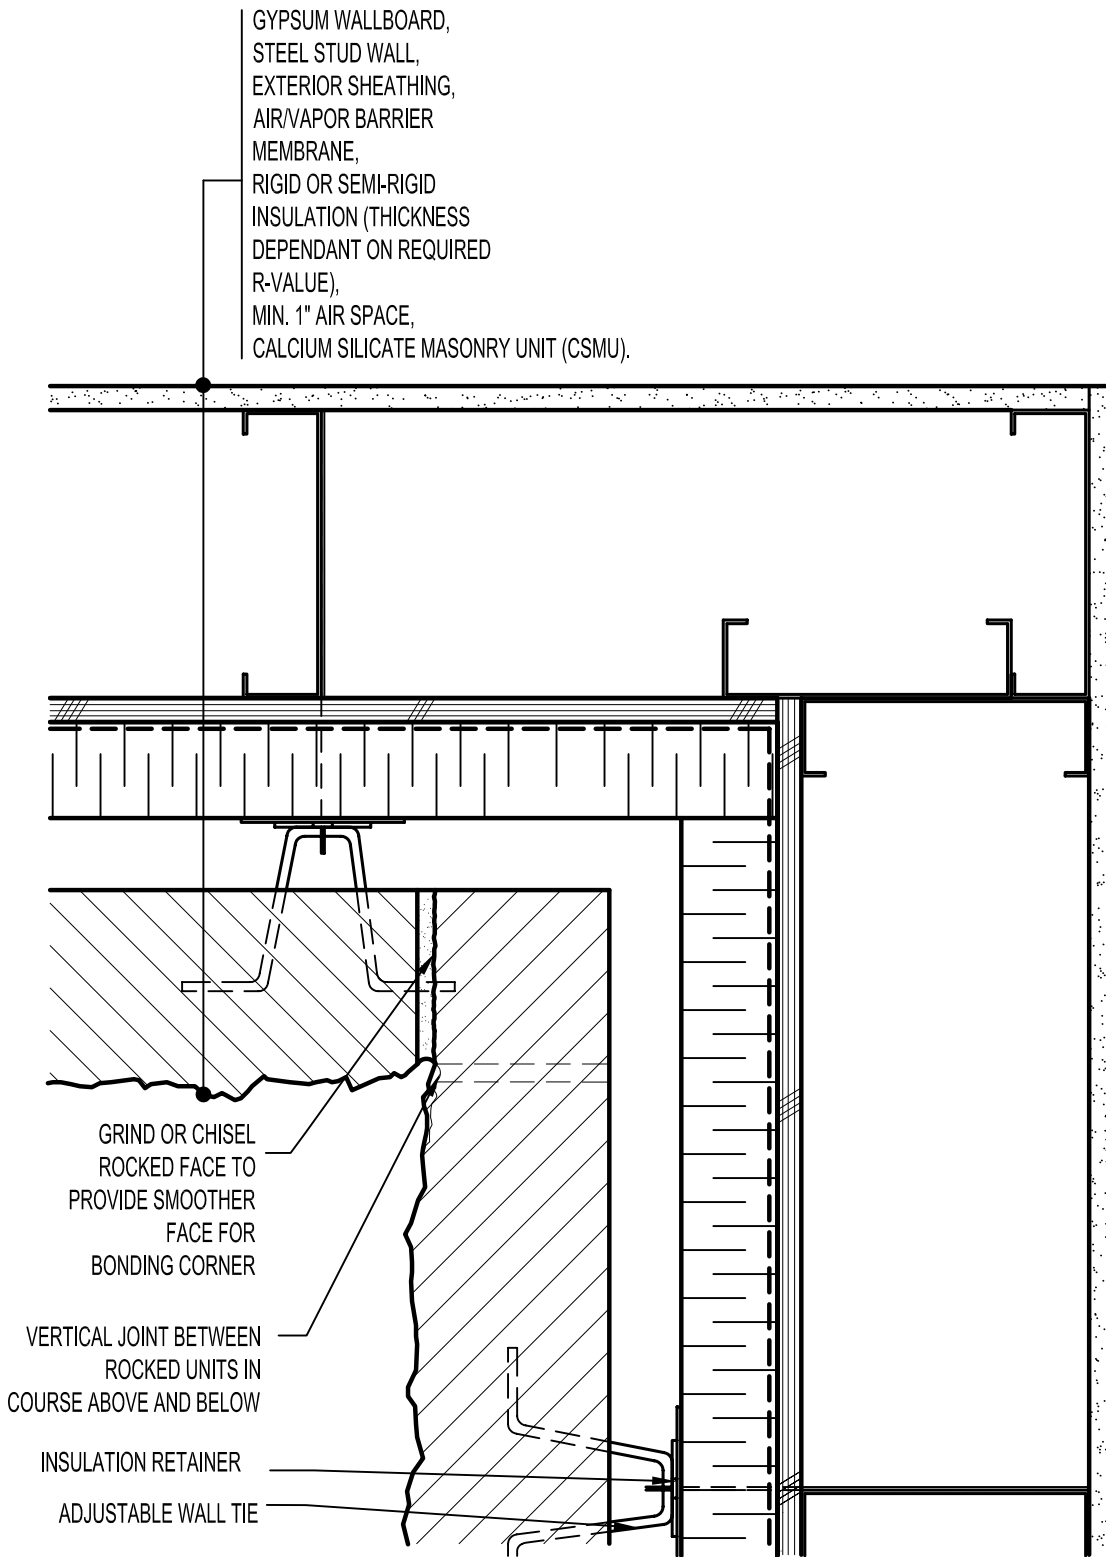 GYPSUM WALLBOARD,
STEEL STUD WALL,
EXTERIOR SHEATHING,
AIR/VAPOR BARRIER
MEMBRANE,
RIGID OR SEMI-RIGID
INSULATION (THICKNESS
DEPENDANT ON REQUIRED
R-VALUE),
MIN. 1" AIR SPACE,
CALCIUM SILICATE MASONRY UNIT (CSMU).
GRIND OR CHISEL
ROCKED FACE TO
PROVIDE SMOOTHER
FACE FOR
BONDING CORNER
VERTICAL JOINT BETWEEN
ROCKED UNITS IN
COURSE ABOVE AND BELOW
INSULATION RETAINER
ADJUSTABLE WALL TIE